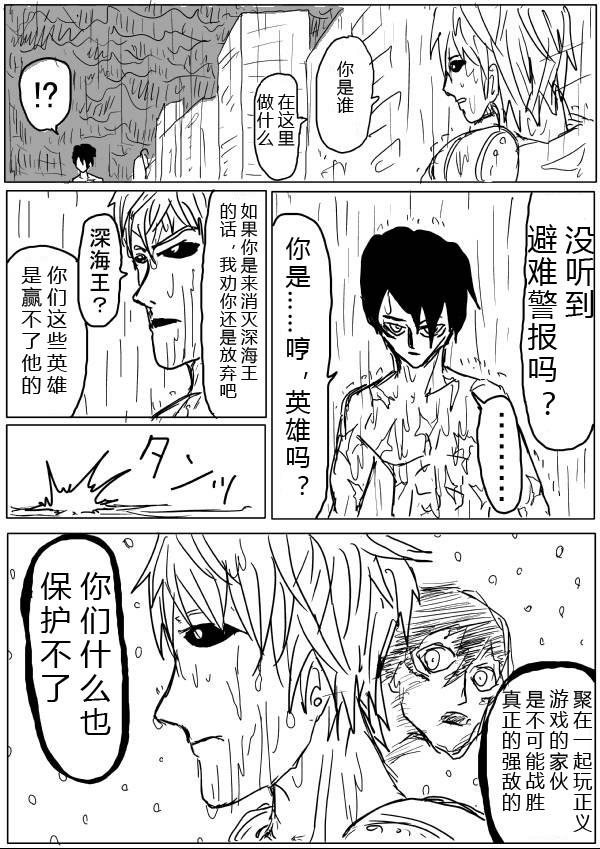 你是谁
在这里
做什么
!?
没听到
避难警报吗？
………
你是……哼，英雄吗？
如果你是来消灭深海王
的话，我劝你还是放弃吧
深海王？
你们这些英雄
是赢不了他的
タンッ
聚在一起玩正义
游戏的家伙
是不可能战胜
真正的强敌的
你们什么也
保护不了